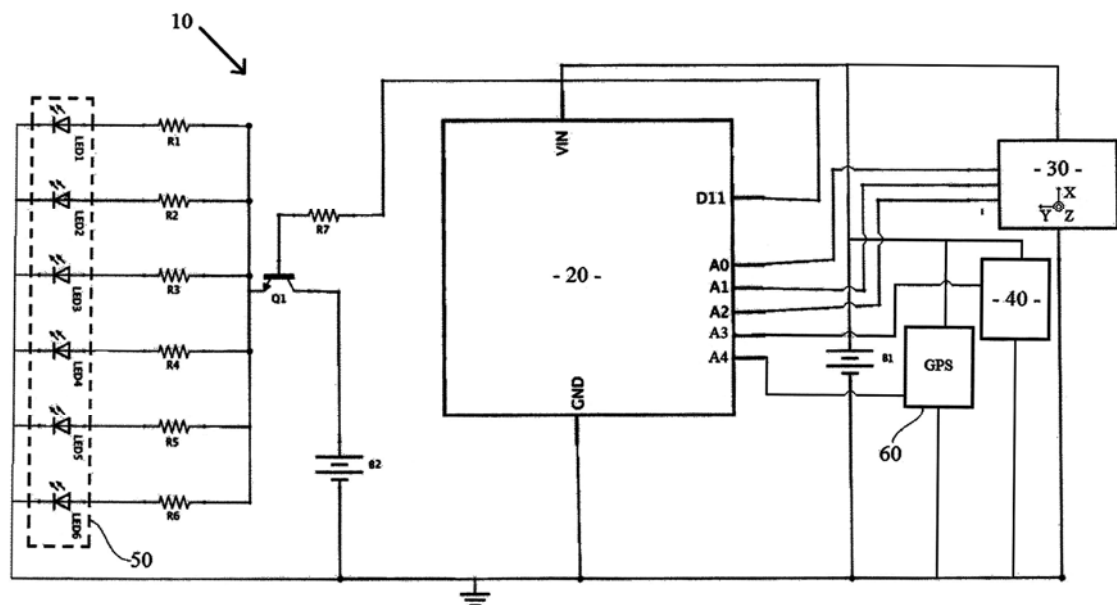 10
LED1
R1
LED2
R2
LED3
R3
LED4
R4
LED5
R5
LED6
R6
50
R7
Q1
B2
VIN
- 20 -
GND
D11
A0
A1
A2
A3
A4
B1
- 30 -
X
Y
Z
- 40 -
GPS
60